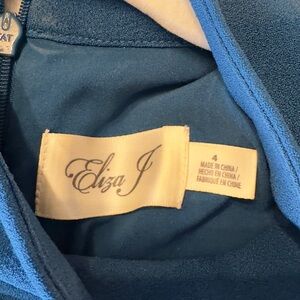 Eliza J
4
MADE IN CHINA /
HECHO EN CHINA /
FABRIQUÉ EN CHINE